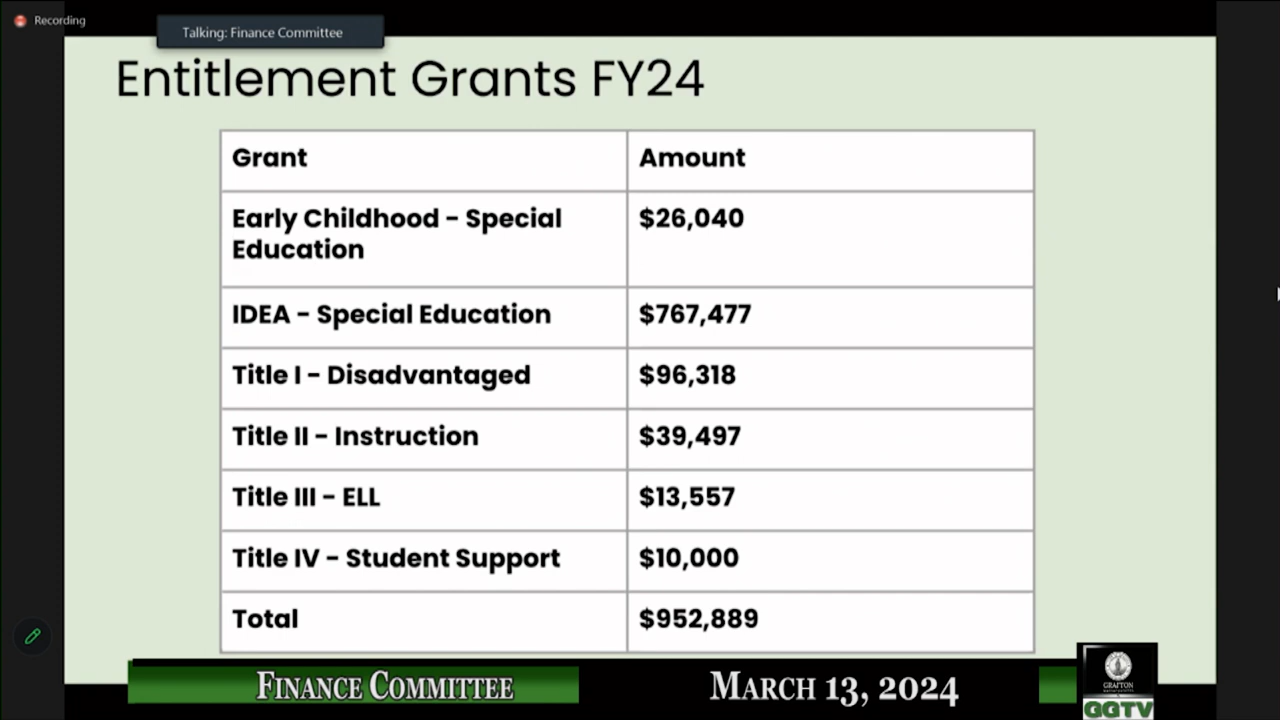 Recording
Talking: Finance Committee
Entitlement Grants FY24
Grant Amount
Early Childhood - Special
Education
$26,040
IDEA - Special Education $767,477
Title I - Disadvantaged $96,318
Title II - Instruction $39,497
Title III - ELL $13,557
Title IV - Student Support $10,000
Total $952,889
FINANCE COMMITTEE
MARCH 13, 2024
GRAFTON
GGTV